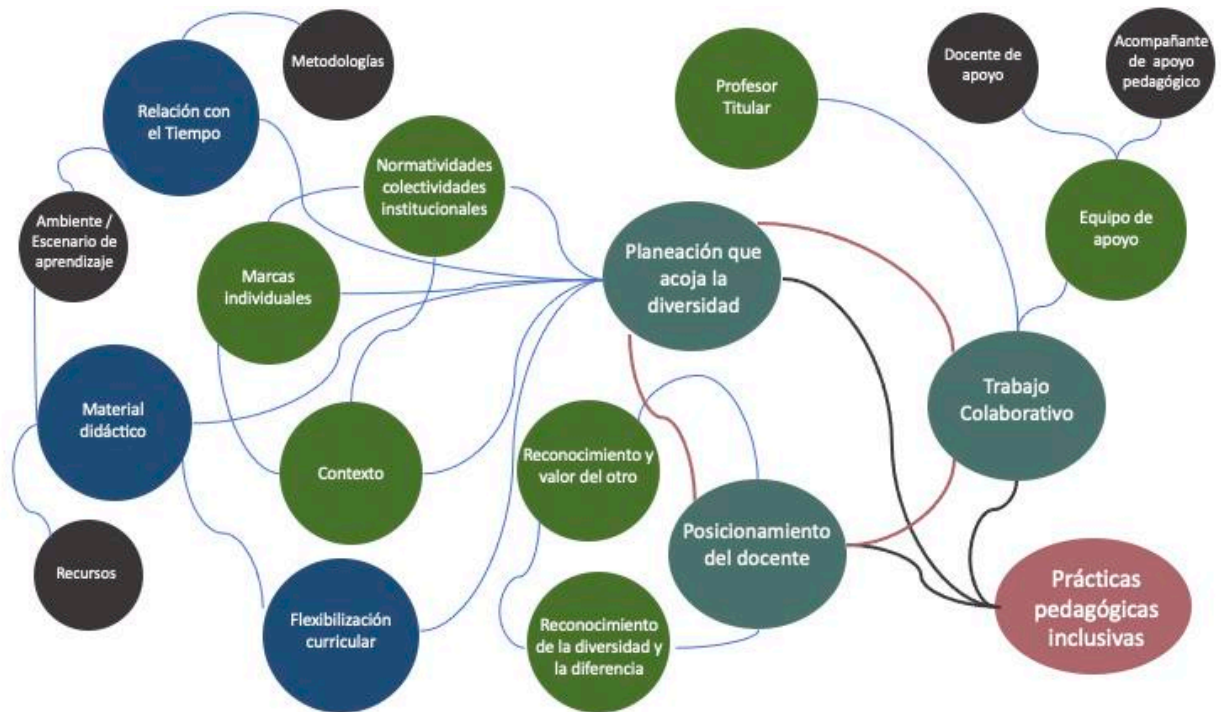 Metodologías
Relación con
el Tiempo
Ambiente /
Escenario de
aprendizaje
Normatividades
colectividades
institucionales
Marcas
individuales
Material
didáctico
Contexto
Recursos
Flexibilización
curricular
Planeación que
acoja la
diversidad
Reconocimiento y
valor del otro
Reconocimiento
de la diversidad y
la diferencia
Posicionamiento
del docente
Profesor
Titular
Docente de
apoyo
Acompañante
de apoyo
pedagógico
Equipo de
apoyo
Trabajo
Colaborativo
Prácticas
pedagógicas
inclusivas